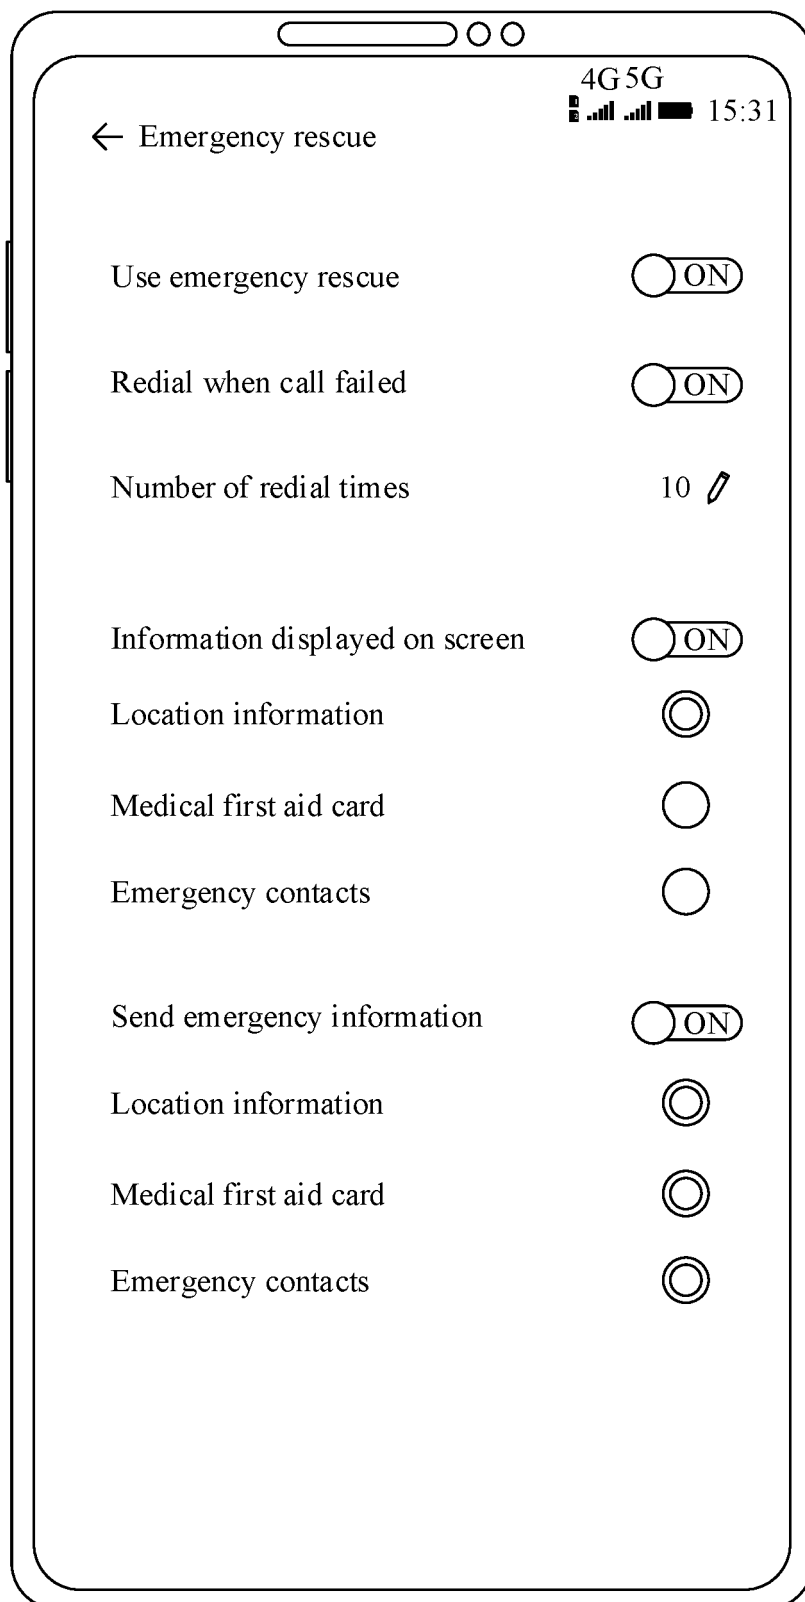 4G 5G
15:31
Emergency rescue
Use emergency rescue ON
Redial when call failed ON
Number of redial times 10
Information displayed on screen ON
Location information
Medical first aid card
Emergency contacts
Send emergency information ON
Location information
Medical first aid card
Emergency contacts